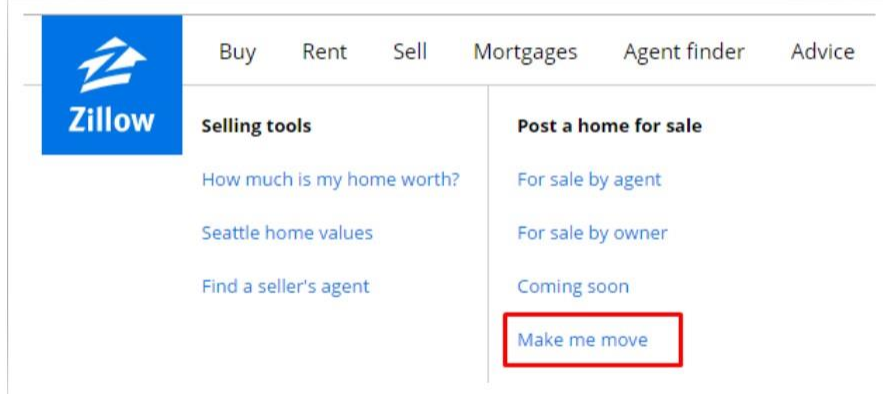 Zillow
Buy Rent Sell Mortgages Agent finder Advice
Selling tools
How much is my home worth?
Seattle home values
Find a seller's agent
Post a home for sale
For sale by agent
For sale by owner
Coming soon
Make me move